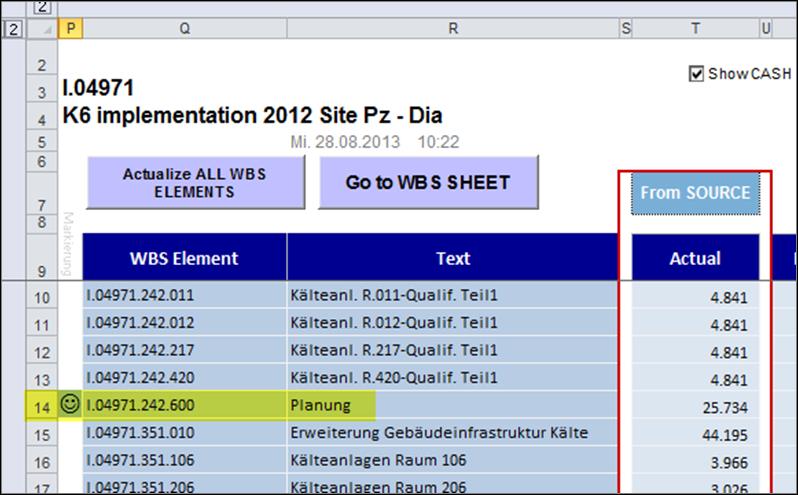 2
2 P Q R S T U
2 Show CASH
3 I.04971
4 K6 implementation 2012 Site Pz - Dia
5 Mi. 28.08.2013 10:22
6
Actualize ALL WBS
ELEMENTS
Go to WBS SHEET
7 From SOURCE
8
Markierung
9 WBS Element Text Actual
10 I.04971.242.011 Kälteanl. R.011-Qualif. Teil1 4.841
11 I.04971.242.012 Kälteanl. R.012-Qualif. Teil1 4.841
12 I.04971.242.217 Kälteanl. R.217-Qualif. Teil1 4.841
13 I.04971.242.420 Kälteanl. R.420-Qualif. Teil1 4.841
14 I.04971.242.600 Planung 25.734
15 I.04971.351.010 Erweiterung Gebäudeinfrastruktur Kälte 44.195
16 I.04971.351.106 Kälteanlagen Raum 106 3.966
17 I.04971.351.206 Kälteanlagen Raum 206 3.026